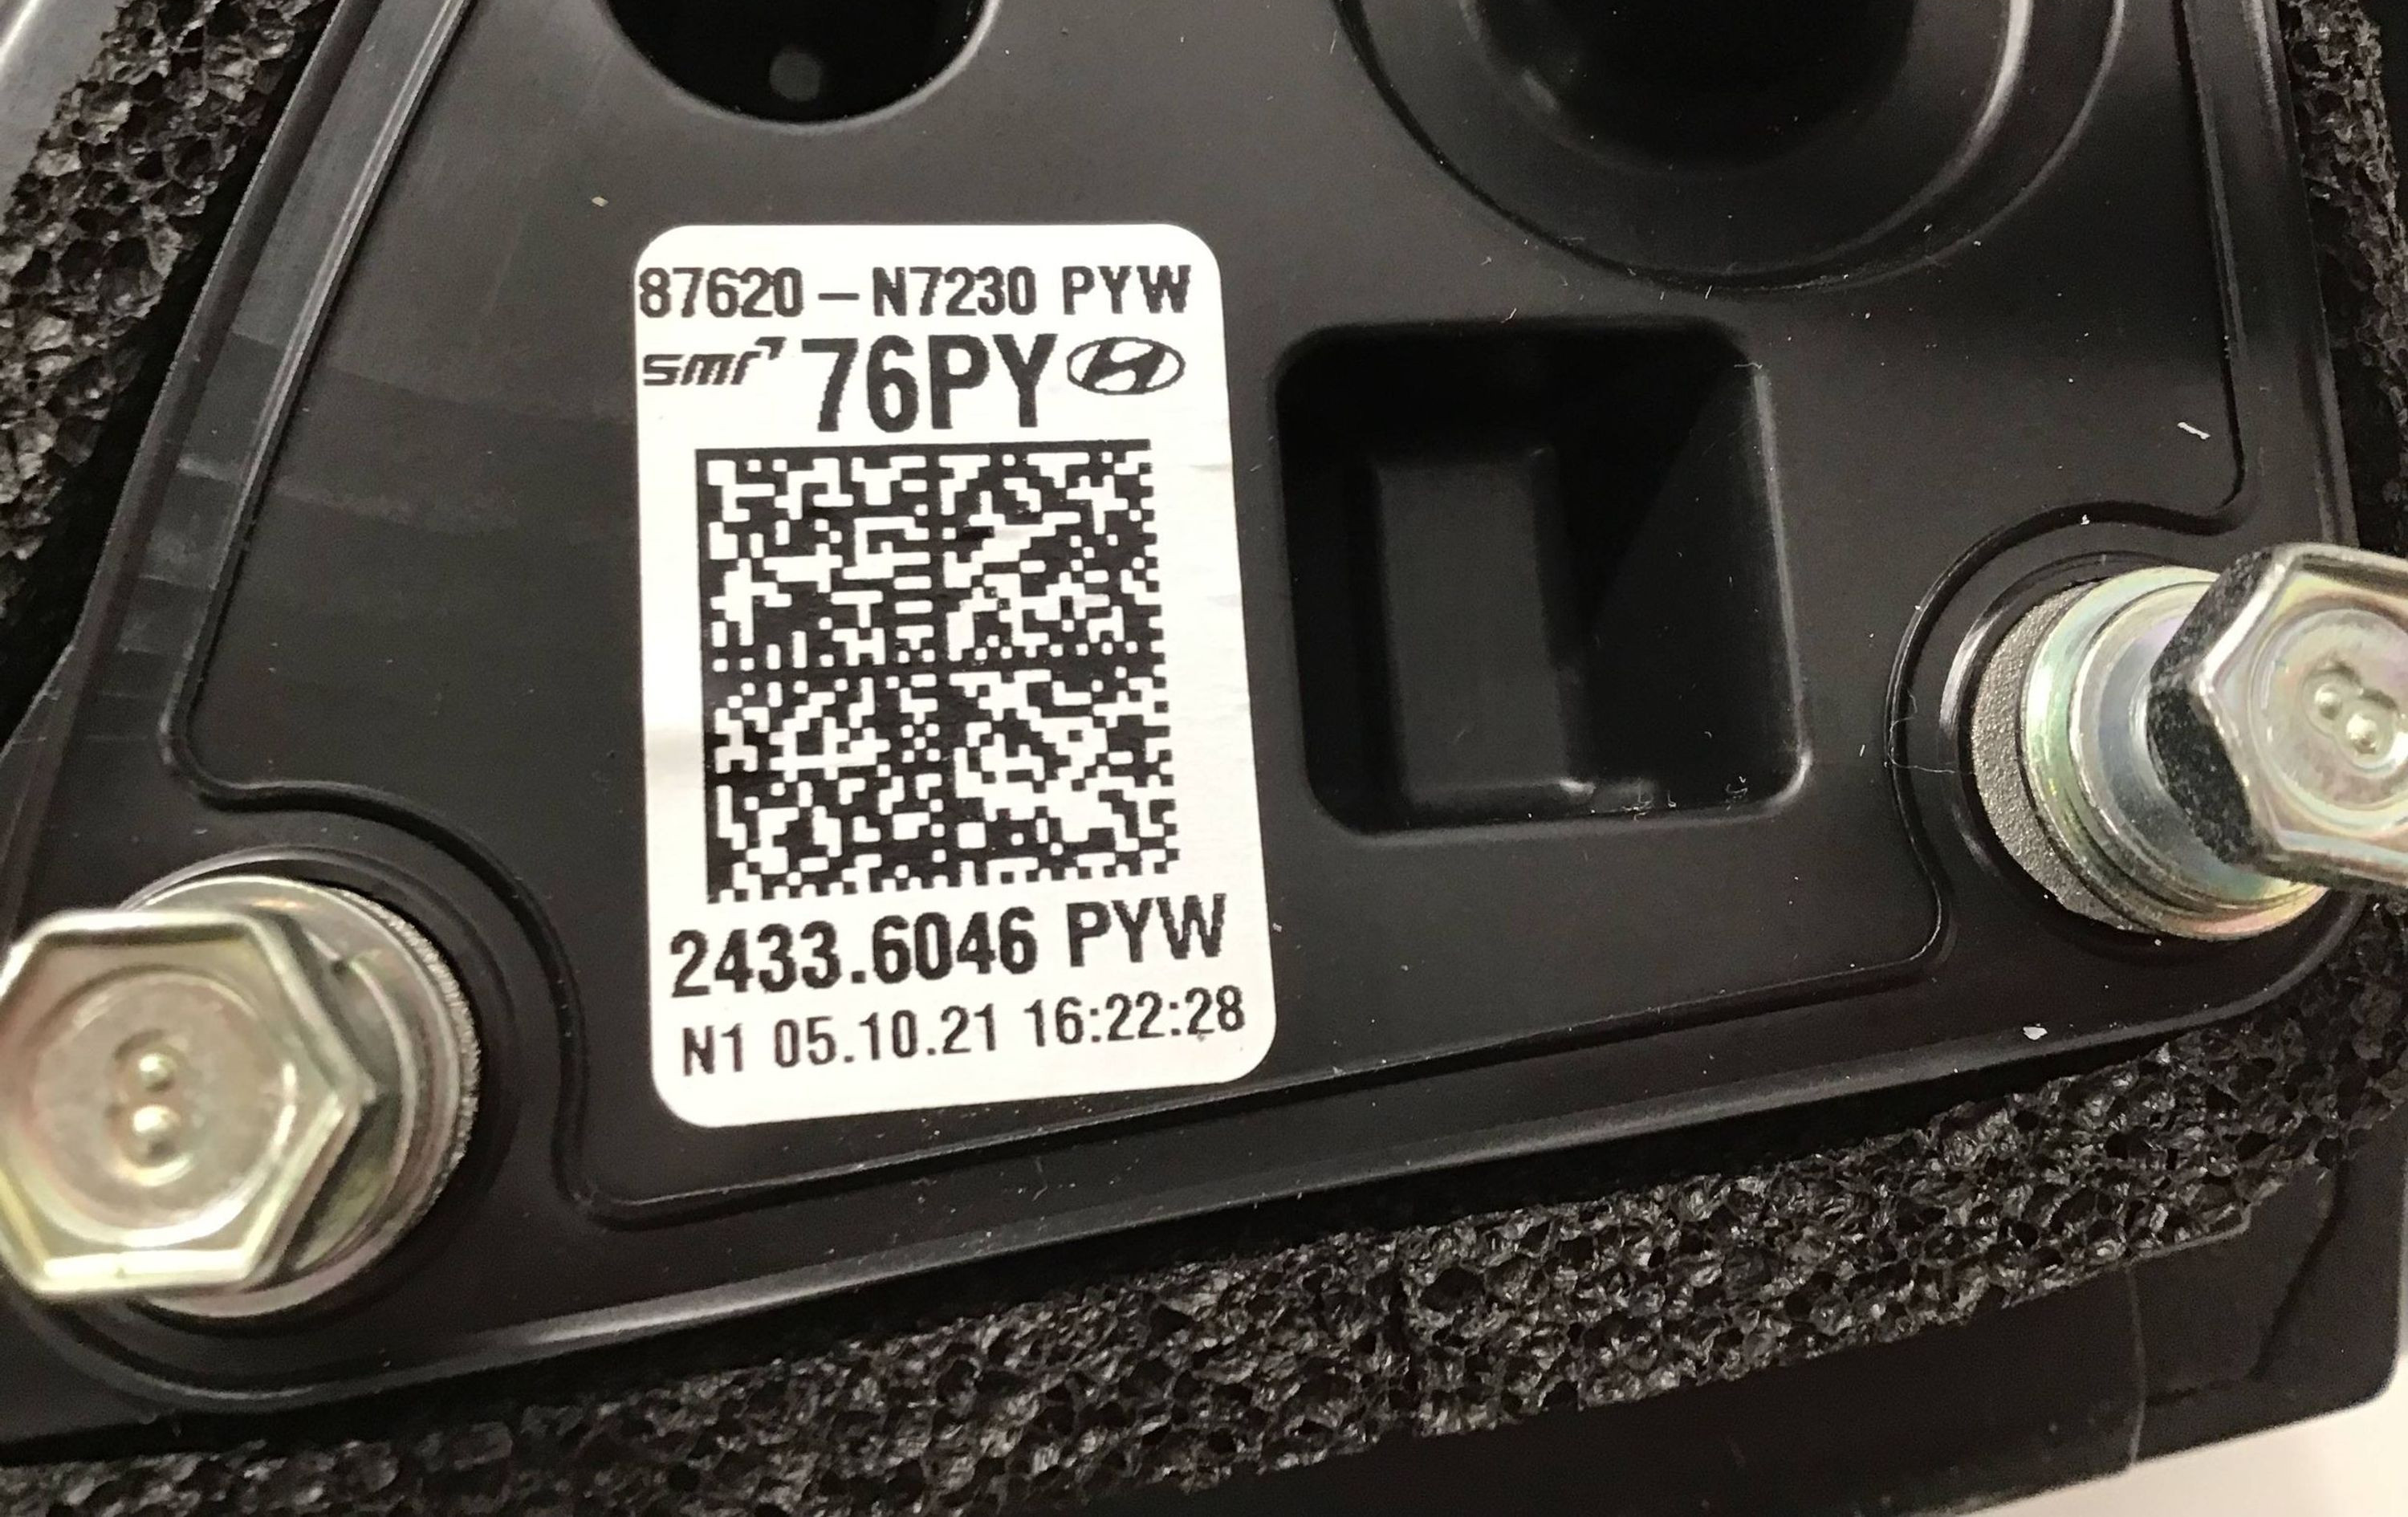 87620-N7230 PYW
smr 76PY
2433.6046 PYW
N1 05.10.21 16:22:28